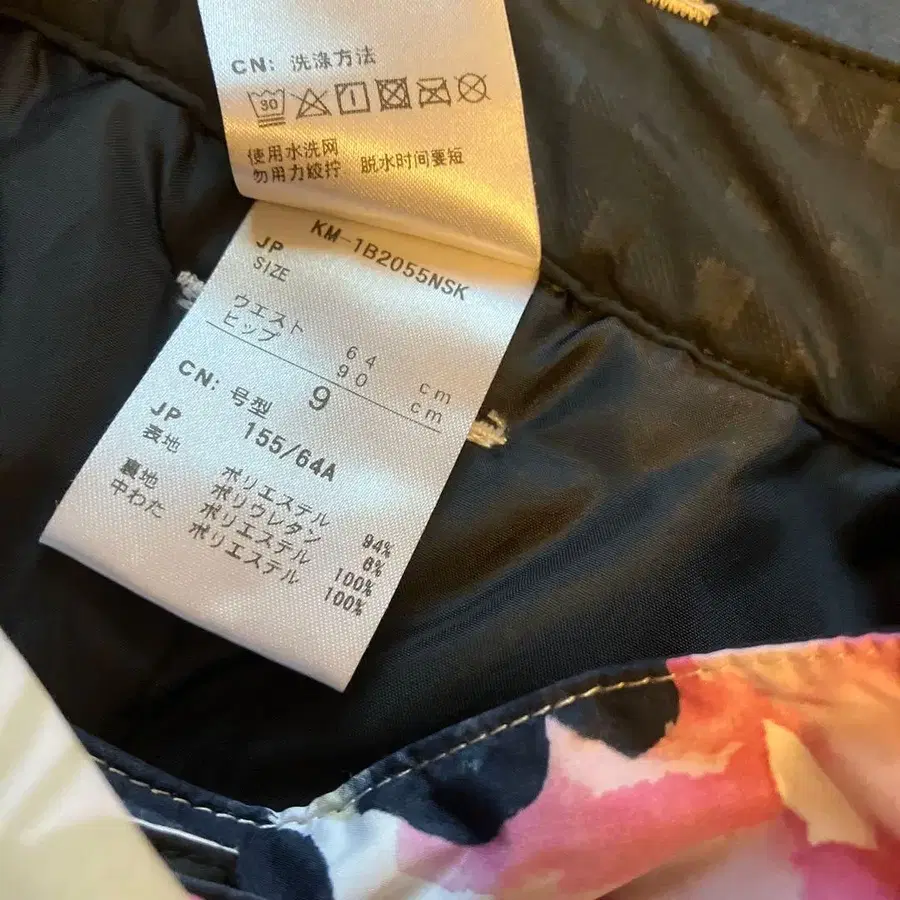 CN: 洗涤方法
30
使用水洗网
勿用力绞拧 脱水时间要短
KM-1B2055NSK
JP
SIZE
ウエスト 64 cm
ヒップ 90 cm
9
CN: 号型 155/64A
JP
表地 ポリエステル 94%
ポリウレタン 6%
裏地 ポリエステル 100%
中わた ポリエステル 100%